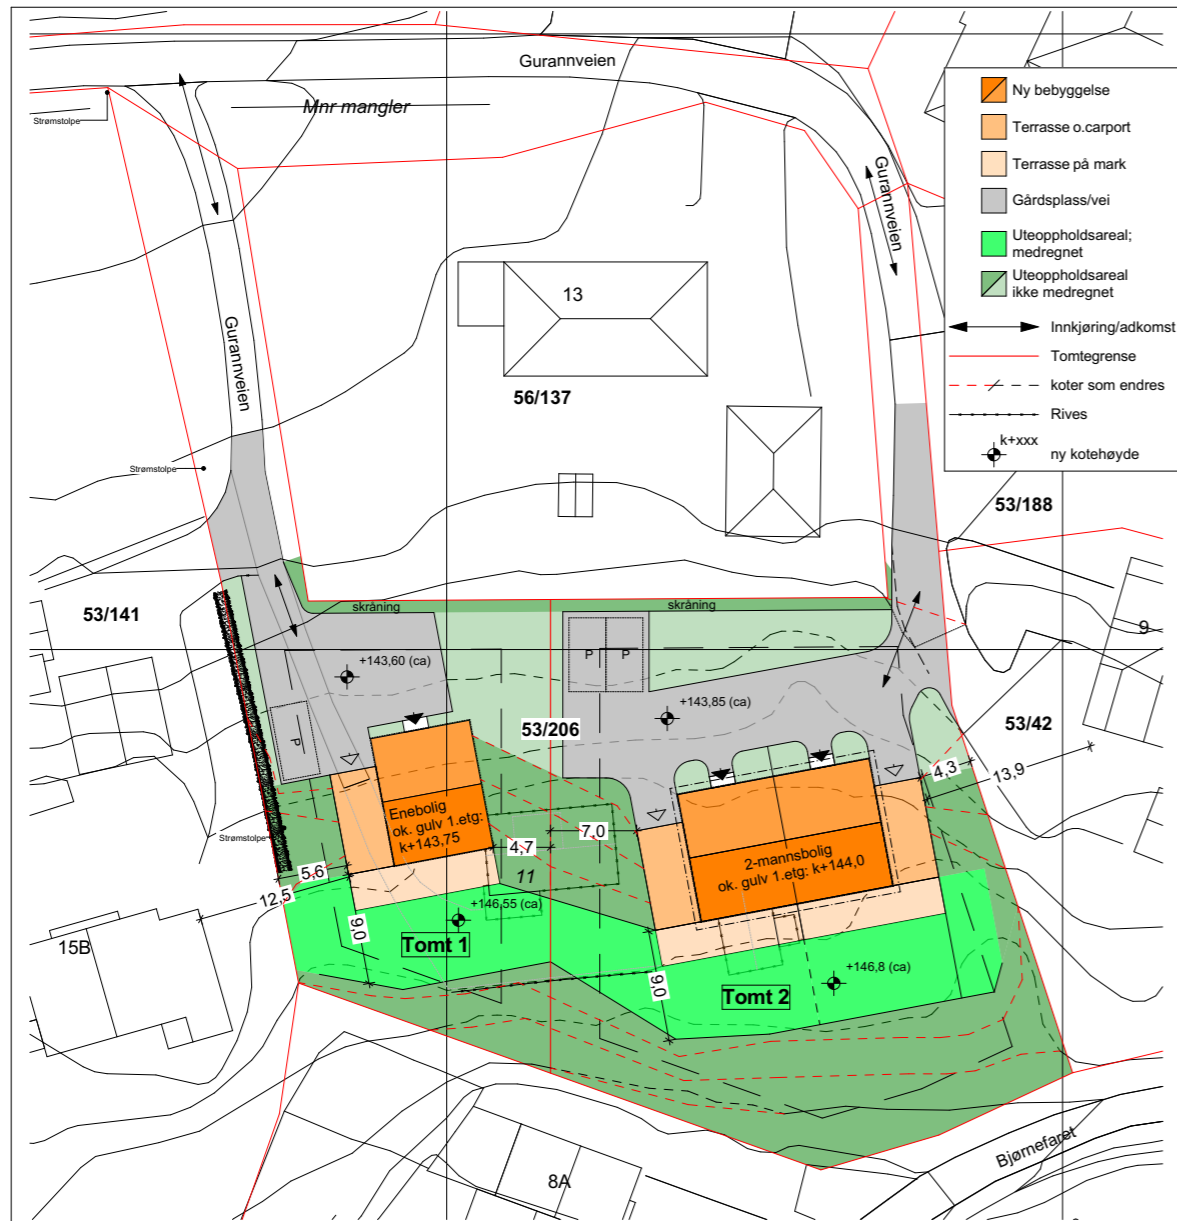 Gurannveien
Mnr mangler
Strømstolpe
Gurannveien
Gurannveien
Ny bebyggelse
Terrasse o.carport
Terrasse på mark
Gårdsplass/vei
Uteoppholdsareal;
medregnet
Uteoppholdsareal
ikke medregnet
Innkjøring/adkomst
Tomtegrense
koter som endres
Rives
k+xxx
ny kotehøyde
13
56/137
Strømstolpe
53/188
53/141
skråning
skråning
9
P
P
+143,60 (ca)
+143,85 (ca)
53/206
53/42
P
4,3
13,9
Enebolig
ok. gulv 1.etg:
k+143,75
Strømstolpe
7,0
4,7
2-mannsbolig
ok. gulv 1.etg: k+144,0
5,6
11
12,5
9,0
+146,55 (ca)
15B
Tomt 1
+146,8 (ca)
9,0
Tomt 2
Bjørnefaret
8A